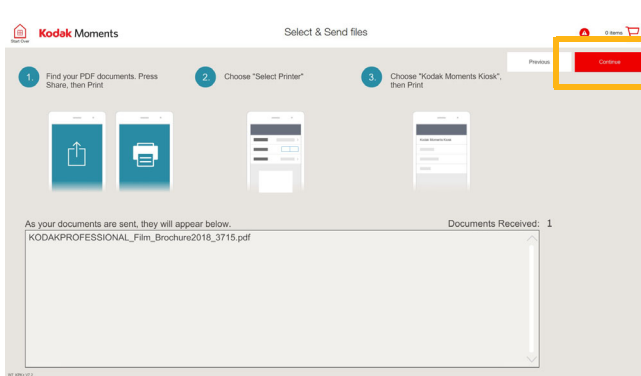 Kodak Moments
Select & Send files
0 items
Start Over
Previous
Continue
1.
Find your PDF documents. Press
Share, then Print
2.
Choose "Select Printer"
3.
Choose "Kodak Moments Kiosk",
then Print
Kodak Moments Kiosk
As your documents are sent, they will appear below.
Documents Received: 1
KODAKPROFESSIONAL_Film_Brochure2018_3715.pdf